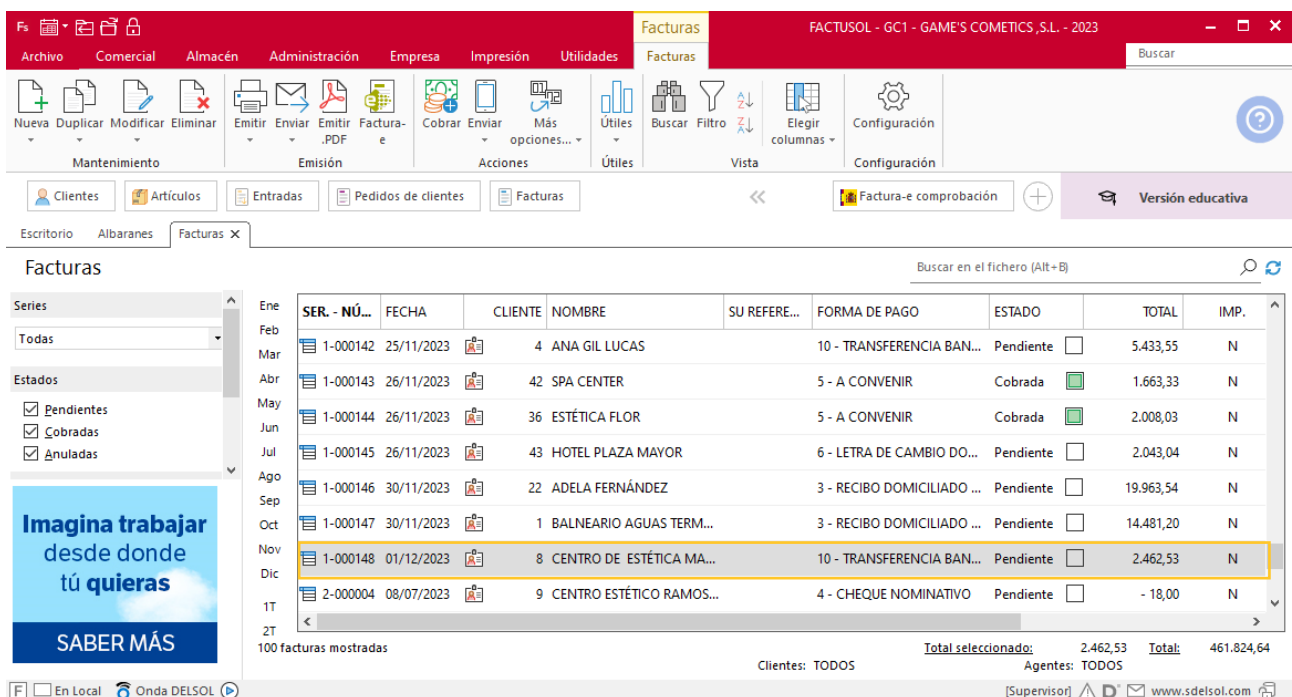 Fs Facturas FACTUSOL - GC1 - GAME'S COMETICS ,S.L. - 2023
Archivo Comercial Almacén Administración Empresa Impresión Utilidades Facturas Buscar
Nueva Duplicar Modificar Eliminar Emitir Enviar Emitir .PDF Factura-e Cobrar Enviar Más opciones... Útiles Buscar Filtro Elegir columnas Configuración
Mantenimiento Emisión Acciones Útiles Vista Configuración
Clientes Artículos Entradas Pedidos de clientes Facturas Factura-e comprobación Versión educativa
Escritorio Albaranes Facturas
Facturas Buscar en el fichero (Alt+B)
Series
Todas
Estados
Pendientes
Cobradas
Anuladas
Imagina trabajar
desde donde
tú quieras
SABER MÁS
Ene
Feb
Mar
Abr
May
Jun
Jul
Ago
Sep
Oct
Nov
Dic
1T
2T
SER. - NÚ... FECHA CLIENTE NOMBRE SU REFERE... FORMA DE PAGO ESTADO TOTAL IMP.
1-000142 25/11/2023 4 ANA GIL LUCAS 10 - TRANSFERENCIA BAN... Pendiente 5.433,55 N
1-000143 26/11/2023 42 SPA CENTER 5 - A CONVENIR Cobrada 1.663,33 N
1-000144 26/11/2023 36 ESTÉTICA FLOR 5 - A CONVENIR Cobrada 2.008,03 N
1-000145 26/11/2023 43 HOTEL PLAZA MAYOR 6 - LETRA DE CAMBIO DO... Pendiente 2.043,04 N
1-000146 30/11/2023 22 ADELA FERNÁNDEZ 3 - RECIBO DOMICILIADO ... Pendiente 19.963,54 N
1-000147 30/11/2023 1 BALNEARIO AGUAS TERM... 3 - RECIBO DOMICILIADO ... Pendiente 14.481,20 N
1-000148 01/12/2023 8 CENTRO DE ESTÉTICA MA... 10 - TRANSFERENCIA BAN... Pendiente 2.462,53 N
2-000004 08/07/2023 9 CENTRO ESTÉTICO RAMOS... 4 - CHEQUE NOMINATIVO Pendiente - 18,00 N
100 facturas mostradas Total seleccionado: 2.462,53 Total: 461.824,64
Clientes: TODOS Agentes: TODOS
F En Local Onda DELSOL [Supervisor] D www.sdelsol.com